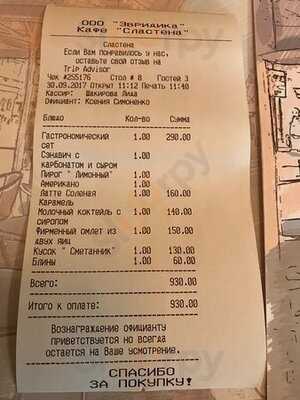 ООО "Эвридика"
Кафе "Сластена"
Сластена
Если Вам понравилось у нас,
оставьте свой отзыв на
Trip Advisor
Чек #255176 Стол # 8 Гостей 3
30.09.2017 Открыт 11:12 Печать 11:40
Кассир: Шакирова Лида
Официант: Ксения Симоненко
Блюдо Кол-во Сумма
Гастрономический 1.00 290.00
сет
Сэндвич с 1.00
карбонатом и сыром
Пирог " Лимонный" 1.00
Американо 1.00
Латте Соленая 1.00 160.00
Карамель
Молочный коктейль с 1.00 140.00
сиропом
Фирменный омлет из 1.00 150.00
двух яиц
Кусок " Сметанник" 1.00 130.00
Блины 1.00 60.00
Всего: 930.00
Итого к оплате: 930.00
Вознаграждение официанту
приветствуется но всегда
остается на Ваше усмотрение.
СПАСИБО
ЗА ПОКУПКУ!